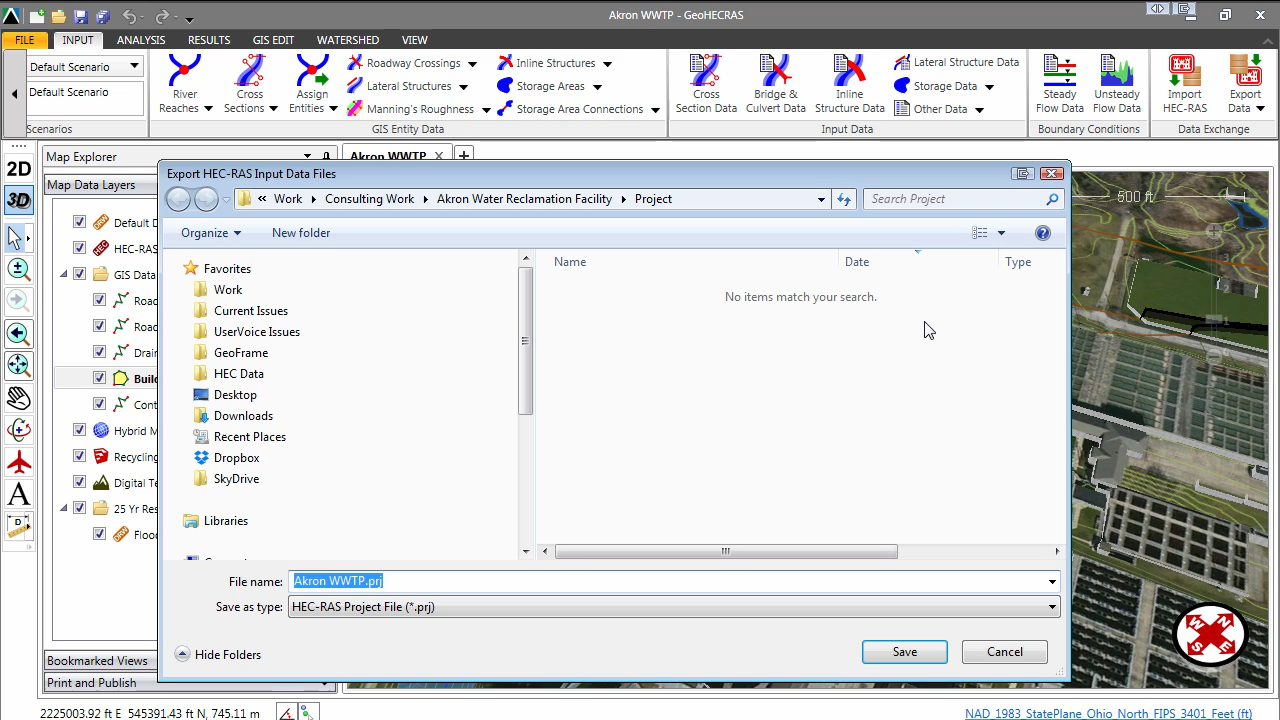 Akron WWTP - GeoHECRAS
FILE INPUT ANALYSIS RESULTS GIS EDIT WATERSHED VIEW
Default Scenario
Default Scenario
Scenarios
River Reaches
Cross Sections
Assign Entities
Roadway Crossings
Lateral Structures
Manning's Roughness
Inline Structures
Storage Areas
Storage Area Connections
GIS Entity Data
Cross Section Data
Bridge & Culvert Data
Inline Structure Data
Lateral Structure Data
Storage Data
Other Data
Input Data
Steady Flow Data
Unsteady Flow Data
Boundary Conditions
Import HEC-RAS
Export Data
Data Exchange
2D
3D
A
D
Map Explorer
Map Data Layers
Default D
HEC-RAS
GIS Data
Road
Road
Drain
Build
Cont
Hybrid M
Recycling
Digital Te
25 Yr Res
Flood
Bookmarked Views
Print and Publish
Akron WWTP
500 ft
Export HEC-RAS Input Data Files
« Work Consulting Work Akron Water Reclamation Facility Project
Search Project
Organize New folder
Favorites
Work
Current Issues
UserVoice Issues
GeoFrame
HEC Data
Desktop
Downloads
Recent Places
Dropbox
SkyDrive
Libraries
Name Date Type
No items match your search.
File name: Akron WWTP.prj
Save as type: HEC-RAS Project File (*.prj)
Hide Folders
Save Cancel
N
E
S
W
2225003.92 ft E, 545391.43 ft N, 745.11 m
NAD_1983_StatePlane_Ohio_North_FIPS_3401_Feet (ft)